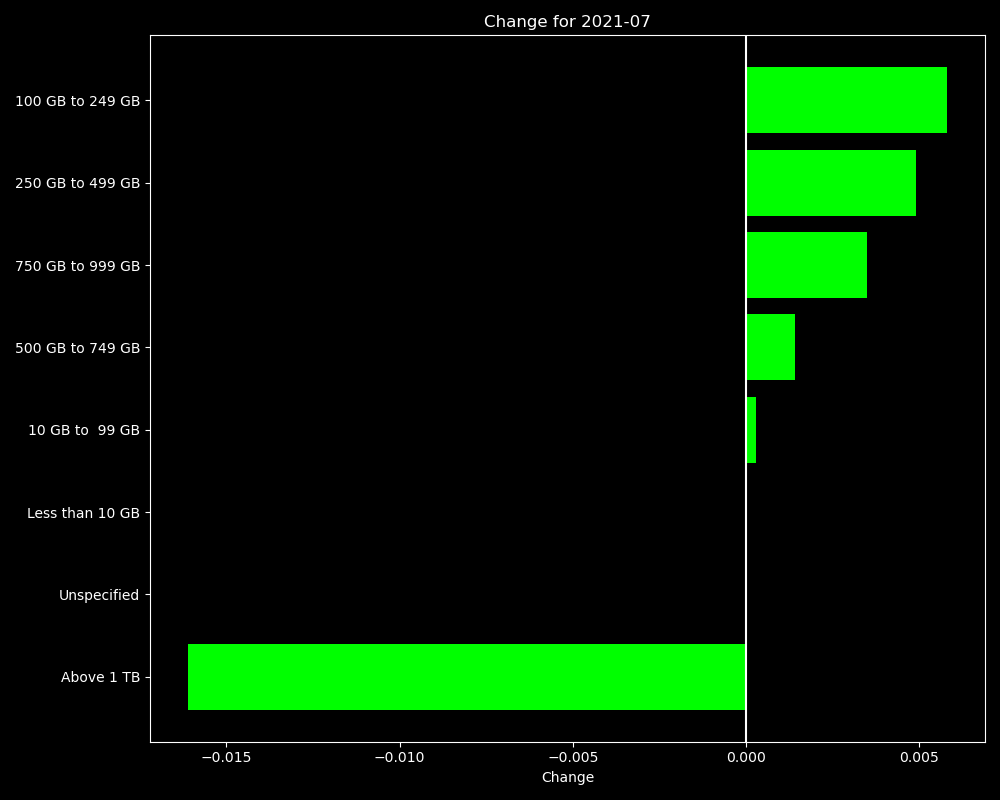 Change for 2021-07
100 GB to 249 GB
250 GB to 499 GB
750 GB to 999 GB
500 GB to 749 GB
10 GB to  99 GB
Less than 10 GB
Unspecified
Above 1 TB
−0.015
−0.010
−0.005
0.000
0.005
Change